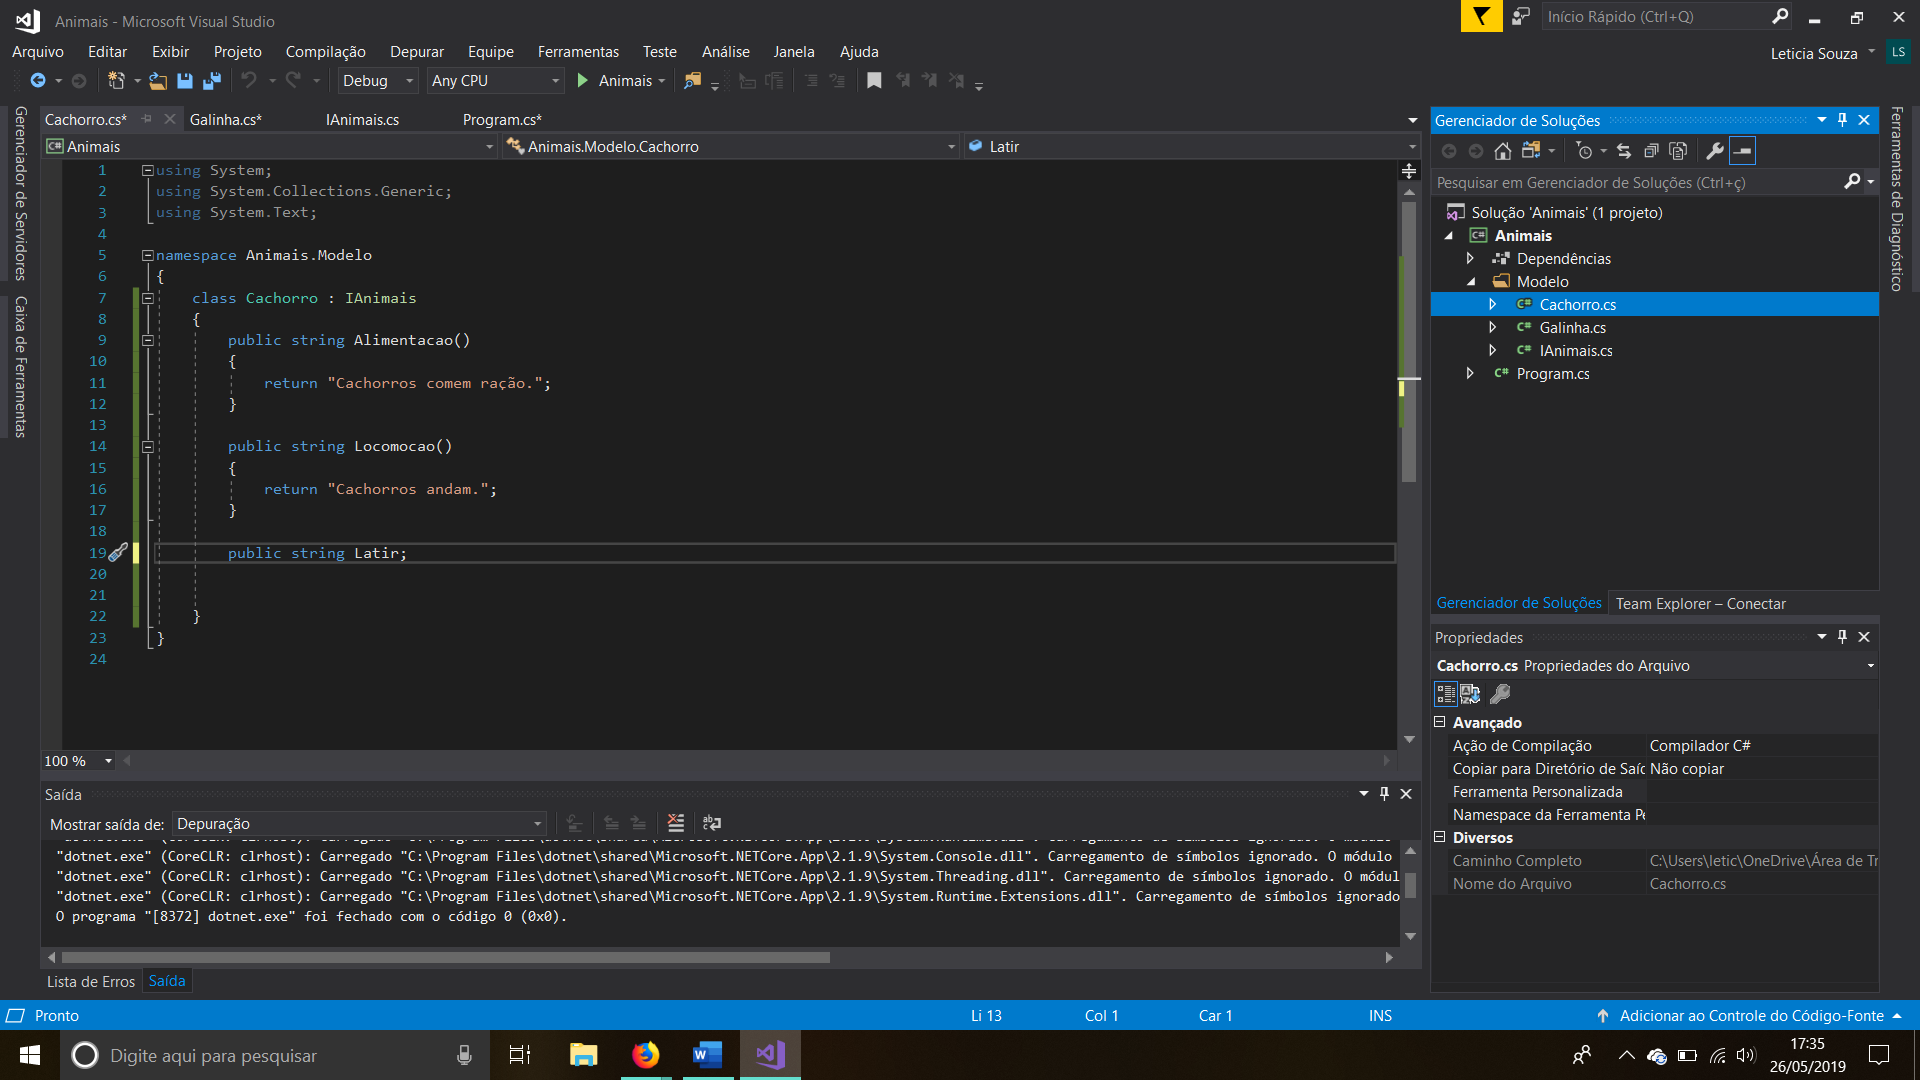 Animais - Microsoft Visual Studio
Início Rápido (Ctrl+Q)
Arquivo Editar Exibir Projeto Compilação Depurar Equipe Ferramentas Teste Análise Janela Ajuda
Leticia Souza LS
Debug Any CPU Animais
Gerenciador de Servidores
Caixa de Ferramentas
Cachorro.cs* Galinha.cs* IAnimais.cs Program.cs*
Animais Animais.Modelo.Cachorro Latir
1 using System;
2 using System.Collections.Generic;
3 using System.Text;
4
5 namespace Animais.Modelo
6 {
7 class Cachorro : IAnimais
8 {
9 public string Alimentacao()
10 {
11 return "Cachorros comem ração.";
12 }
13
14 public string Locomocao()
15 {
16 return "Cachorros andam.";
17 }
18
19 public string Latir;
20
21
22 }
23 }
24
100 %
Saída
Mostrar saída de: Depuração
"dotnet.exe" (CoreCLR: clrhost): Carregado "C:\Program Files\dotnet\shared\Microsoft.NETCore.App\2.1.9\System.Console.dll". Carregamento de símbolos ignorado. O módulo
"dotnet.exe" (CoreCLR: clrhost): Carregado "C:\Program Files\dotnet\shared\Microsoft.NETCore.App\2.1.9\System.Threading.dll". Carregamento de símbolos ignorado. O módul
"dotnet.exe" (CoreCLR: clrhost): Carregado "C:\Program Files\dotnet\shared\Microsoft.NETCore.App\2.1.9\System.Runtime.Extensions.dll". Carregamento de símbolos ignorado
O programa "[8372] dotnet.exe" foi fechado com o código 0 (0x0).
Lista de Erros Saída
Gerenciador de Soluções
Pesquisar em Gerenciador de Soluções (Ctrl+ç)
Solução 'Animais' (1 projeto)
Animais
Dependências
Modelo
Cachorro.cs
Galinha.cs
IAnimais.cs
Program.cs
Gerenciador de Soluções Team Explorer – Conectar
Propriedades
Cachorro.cs Propriedades do Arquivo
Avançado
Ação de Compilação Compilador C#
Copiar para Diretório de Saíd Não copiar
Ferramenta Personalizada
Namespace da Ferramenta Pe
Diversos
Caminho Completo C:\Users\letic\OneDrive\Área de Tr
Nome do Arquivo Cachorro.cs
Ferramentas de Diagnóstico
Pronto Li 13 Col 1 Car 1 INS Adicionar ao Controle do Código-Fonte
Digite aqui para pesquisar
17:35
26/05/2019